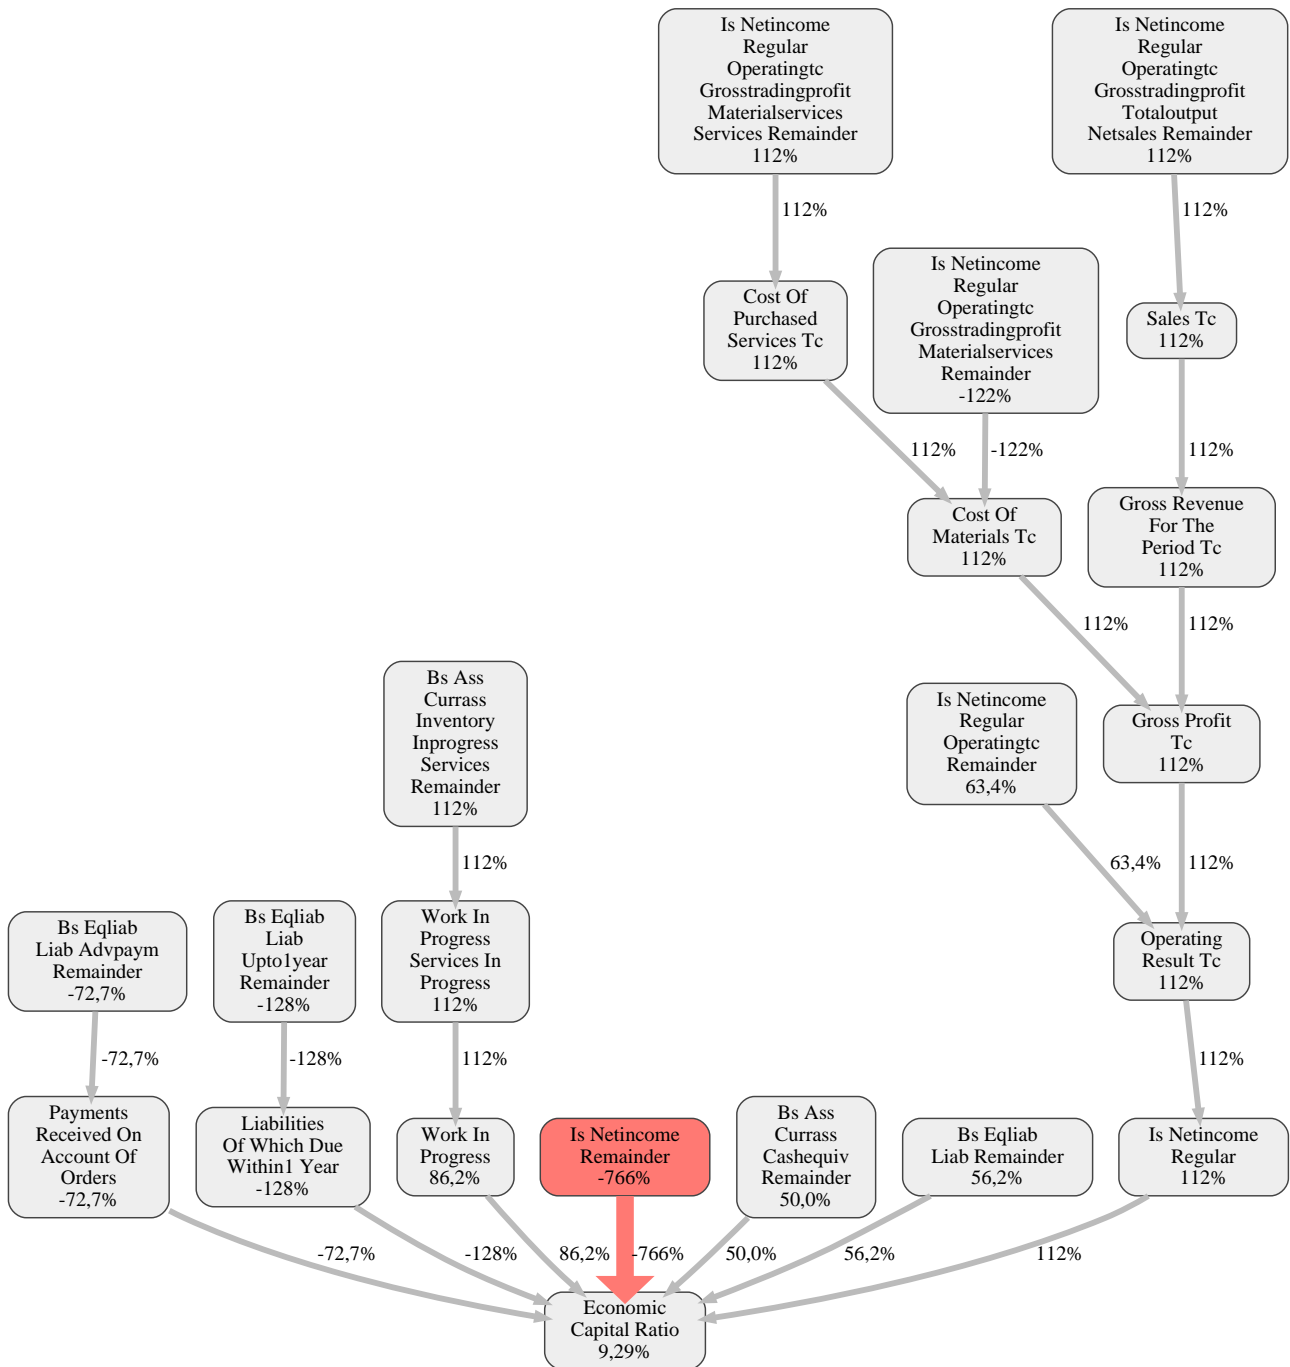 Is Netincome
Regular
Operatingtc
Grosstradingprofit
Materialservices
Services Remainder
112%
Is Netincome
Regular
Operatingtc
Grosstradingprofit
Totaloutput
Netsales Remainder
112%
112%
112%
Is Netincome
Regular
Operatingtc
Grosstradingprofit
Materialservices
Remainder
-122%
Cost Of
Purchased
Services Tc
112%
Sales Tc
112%
112%
-122%
112%
Cost Of
Materials Tc
112%
Gross Revenue
For The
Period Tc
112%
112%
112%
Bs Ass
Currass
Inventory
Inprogress
Services
Remainder
112%
Is Netincome
Regular
Operatingtc
Remainder
63,4%
Gross Profit
Tc
112%
112%
63,4%
112%
Bs Eqliab
Liab Advpaym
Remainder
-72,7%
Bs Eqliab
Liab
Upto1year
Remainder
-128%
Work In
Progress
Services In
Progress
112%
Operating
Result Tc
112%
-72,7%
-128%
112%
112%
Payments
Received On
Account Of
Orders
-72,7%
Liabilities
Of Which Due
Within1 Year
-128%
Work In
Progress
86,2%
Is Netincome
Remainder
-766%
Bs Ass
Currass
Cashequiv
Remainder
50,0%
Bs Eqliab
Liab Remainder
56,2%
Is Netincome
Regular
112%
-72,7%
-128%
86,2%
-766%
50,0%
56,2%
112%
Economic
Capital Ratio
9,29%